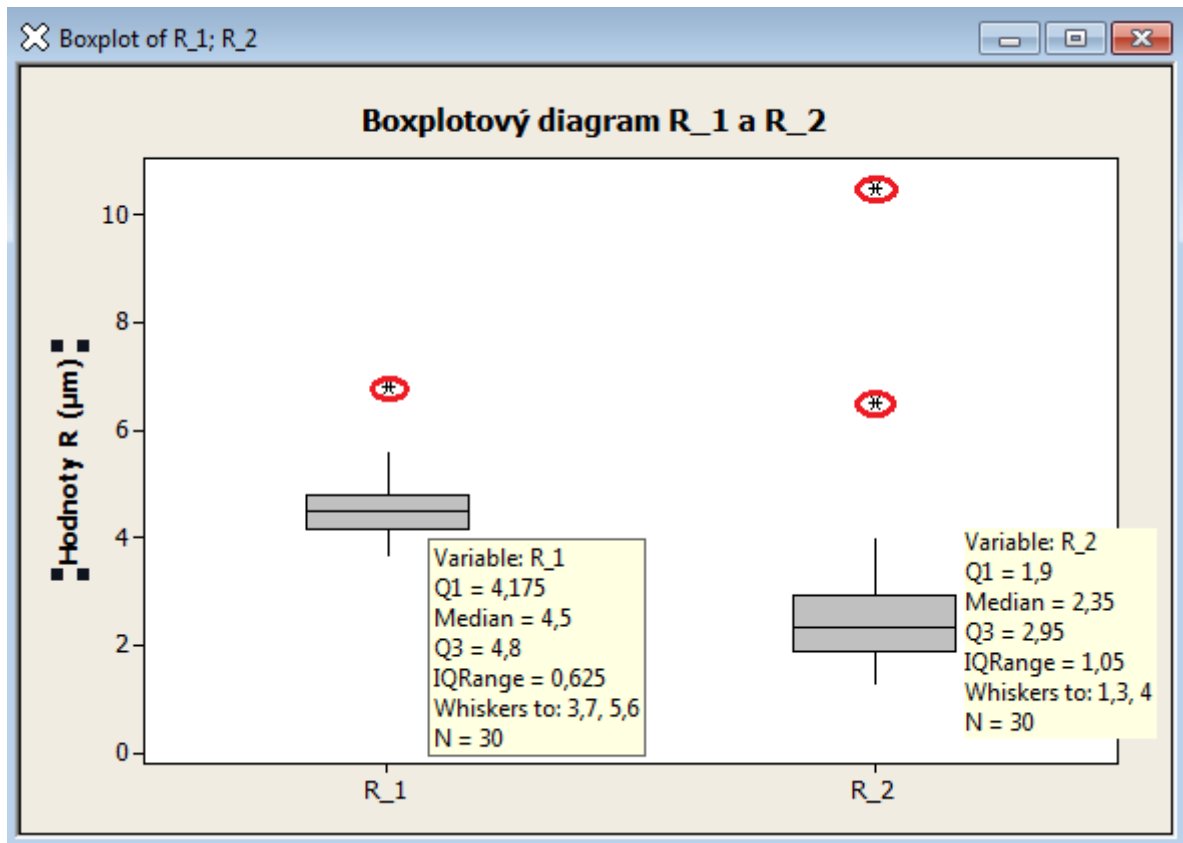 Boxplot of R_1; R_2
Boxplotový diagram R_1 a R_2
Hodnoty R (µm)
10
8
6
4
2
0
Variable: R_1
Q1 = 4,175
Median = 4,5
Q3 = 4,8
IQRange = 0,625
Whiskers to: 3,7, 5,6
N = 30
Variable: R_2
Q1 = 1,9
Median = 2,35
Q3 = 2,95
IQRange = 1,05
Whiskers to: 1,3, 4
N = 30
R_1
R_2